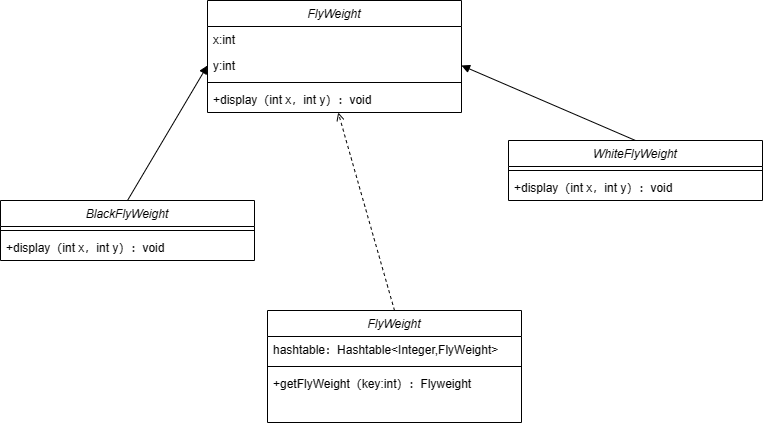 FlyWeight
x:int
y:int
+display（int x，int y）：void
WhiteFlyWeight
+display（int x，int y）：void
BlackFlyWeight
+display（int x，int y）：void
FlyWeight
hashtable：Hashtable<Integer,FlyWeight>
+getFlyWeight（key:int）：Flyweight